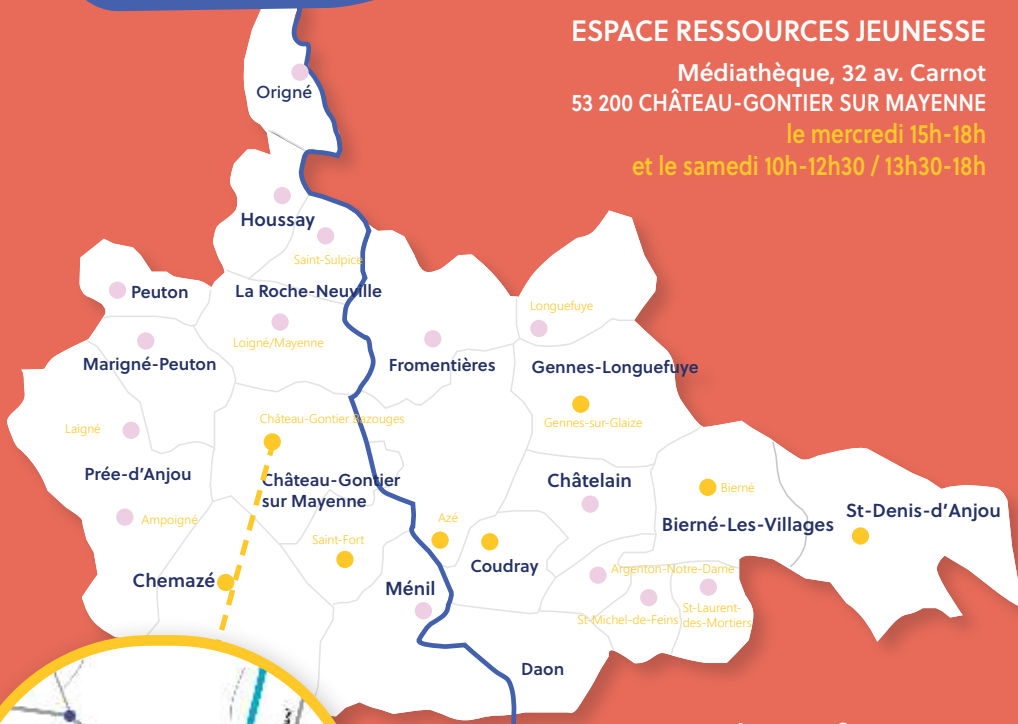 ESPACE RESSOURCES JEUNESSE
Médiathèque, 32 av. Carnot
53 200 CHÂTEAU-GONTIER SUR MAYENNE
le mercredi 15h-18h
et le samedi 10h-12h30 / 13h30-18h
Origné
Houssay
Saint-Sulpice
Peuton
La Roche-Neuville
Longuefuye
Loigné/Mayenne
Marigné-Peuton
Fromentières
Gennes-Longuefuye
Château-Gontier Bazouges
Gennes-sur-Glaize
Laigné
Prée-d'Anjou
Château-Gontier
sur Mayenne
Châtelain
Bierné
Ampoigné
Azé
Bierné-Les-Villages
St-Denis-d'Anjou
Saint-Fort
Coudray
Argenton-Notre-Dame
Chemazé
Ménil
St-Michel-de-Feins
St-Laurent-
des-Mortiers
Daon